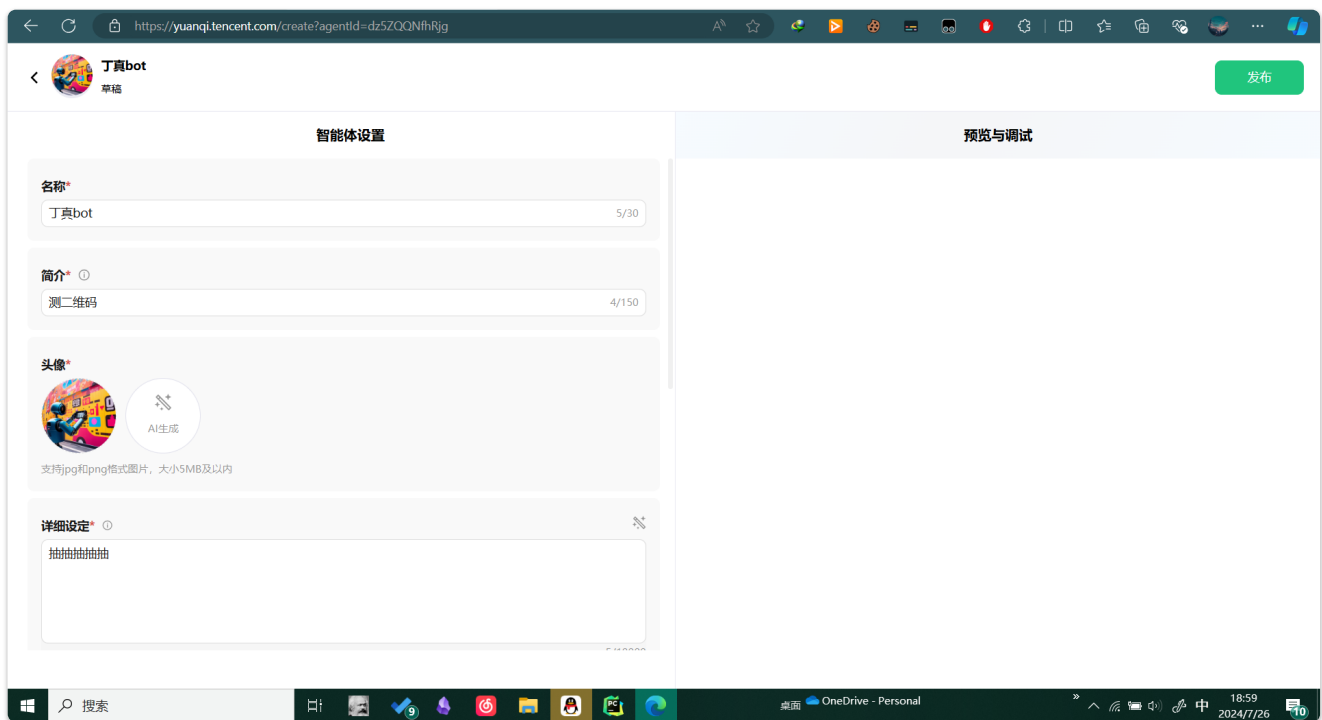 https://yuanqi.tencent.com/create?agentId=dz5ZQQNfhRjg
丁真bot
草稿
发布
智能体设置
预览与调试
名称*
丁真bot
5/30
简介*
测二维码
4/150
头像*
AI生成
支持jpg和png格式图片，大小5MB及以内
详细设定*
抽抽抽抽抽
搜索
9
PC
桌面
OneDrive - Personal
中
18:59
2024/7/26
10